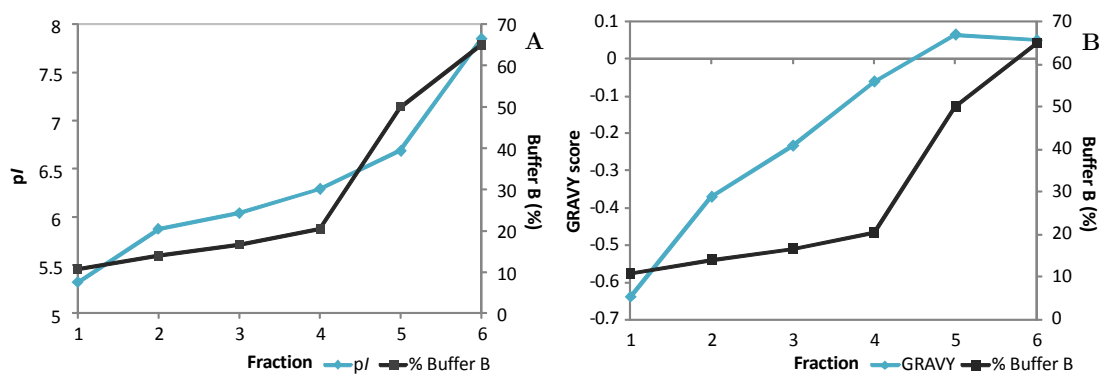 A
8
7.5
7
6.5
6
5.5
5
pI
70
60
50
40
30
20
10
0
Buffer B (%)
1 2 3 4 5 6
Fraction
pI % Buffer B
B
0.1
0
-0.1
-0.2
-0.3
-0.4
-0.5
-0.6
-0.7
GRAVY score
70
60
50
40
30
20
10
0
Buffer B (%)
1 2 3 4 5 6
Fraction
GRAVY % Buffer B